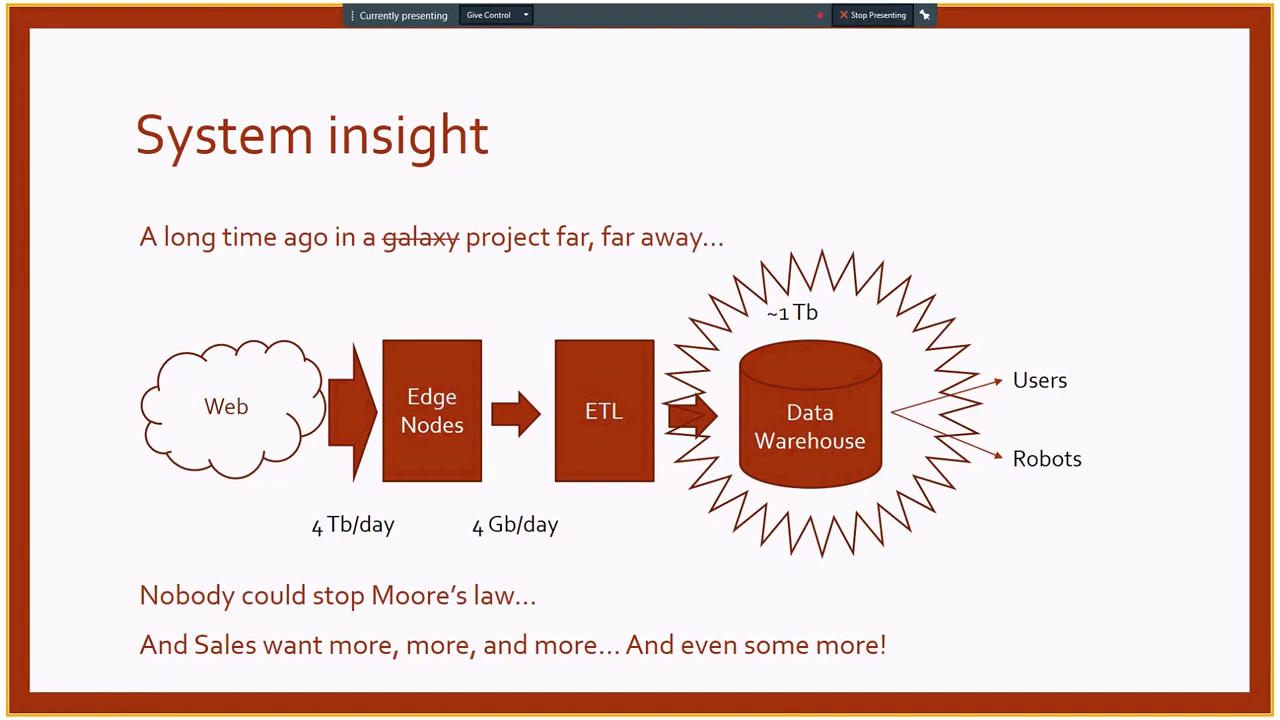 Currently presenting
Give Control
Stop Presenting
System insight
A long time ago in a galaxy project far, far away...
~1 Tb
Web
Edge
Nodes
ETL
Data
Warehouse
Users
Robots
4 Tb/day
4 Gb/day
Nobody could stop Moore’s law...
And Sales want more, more, and more... And even some more!